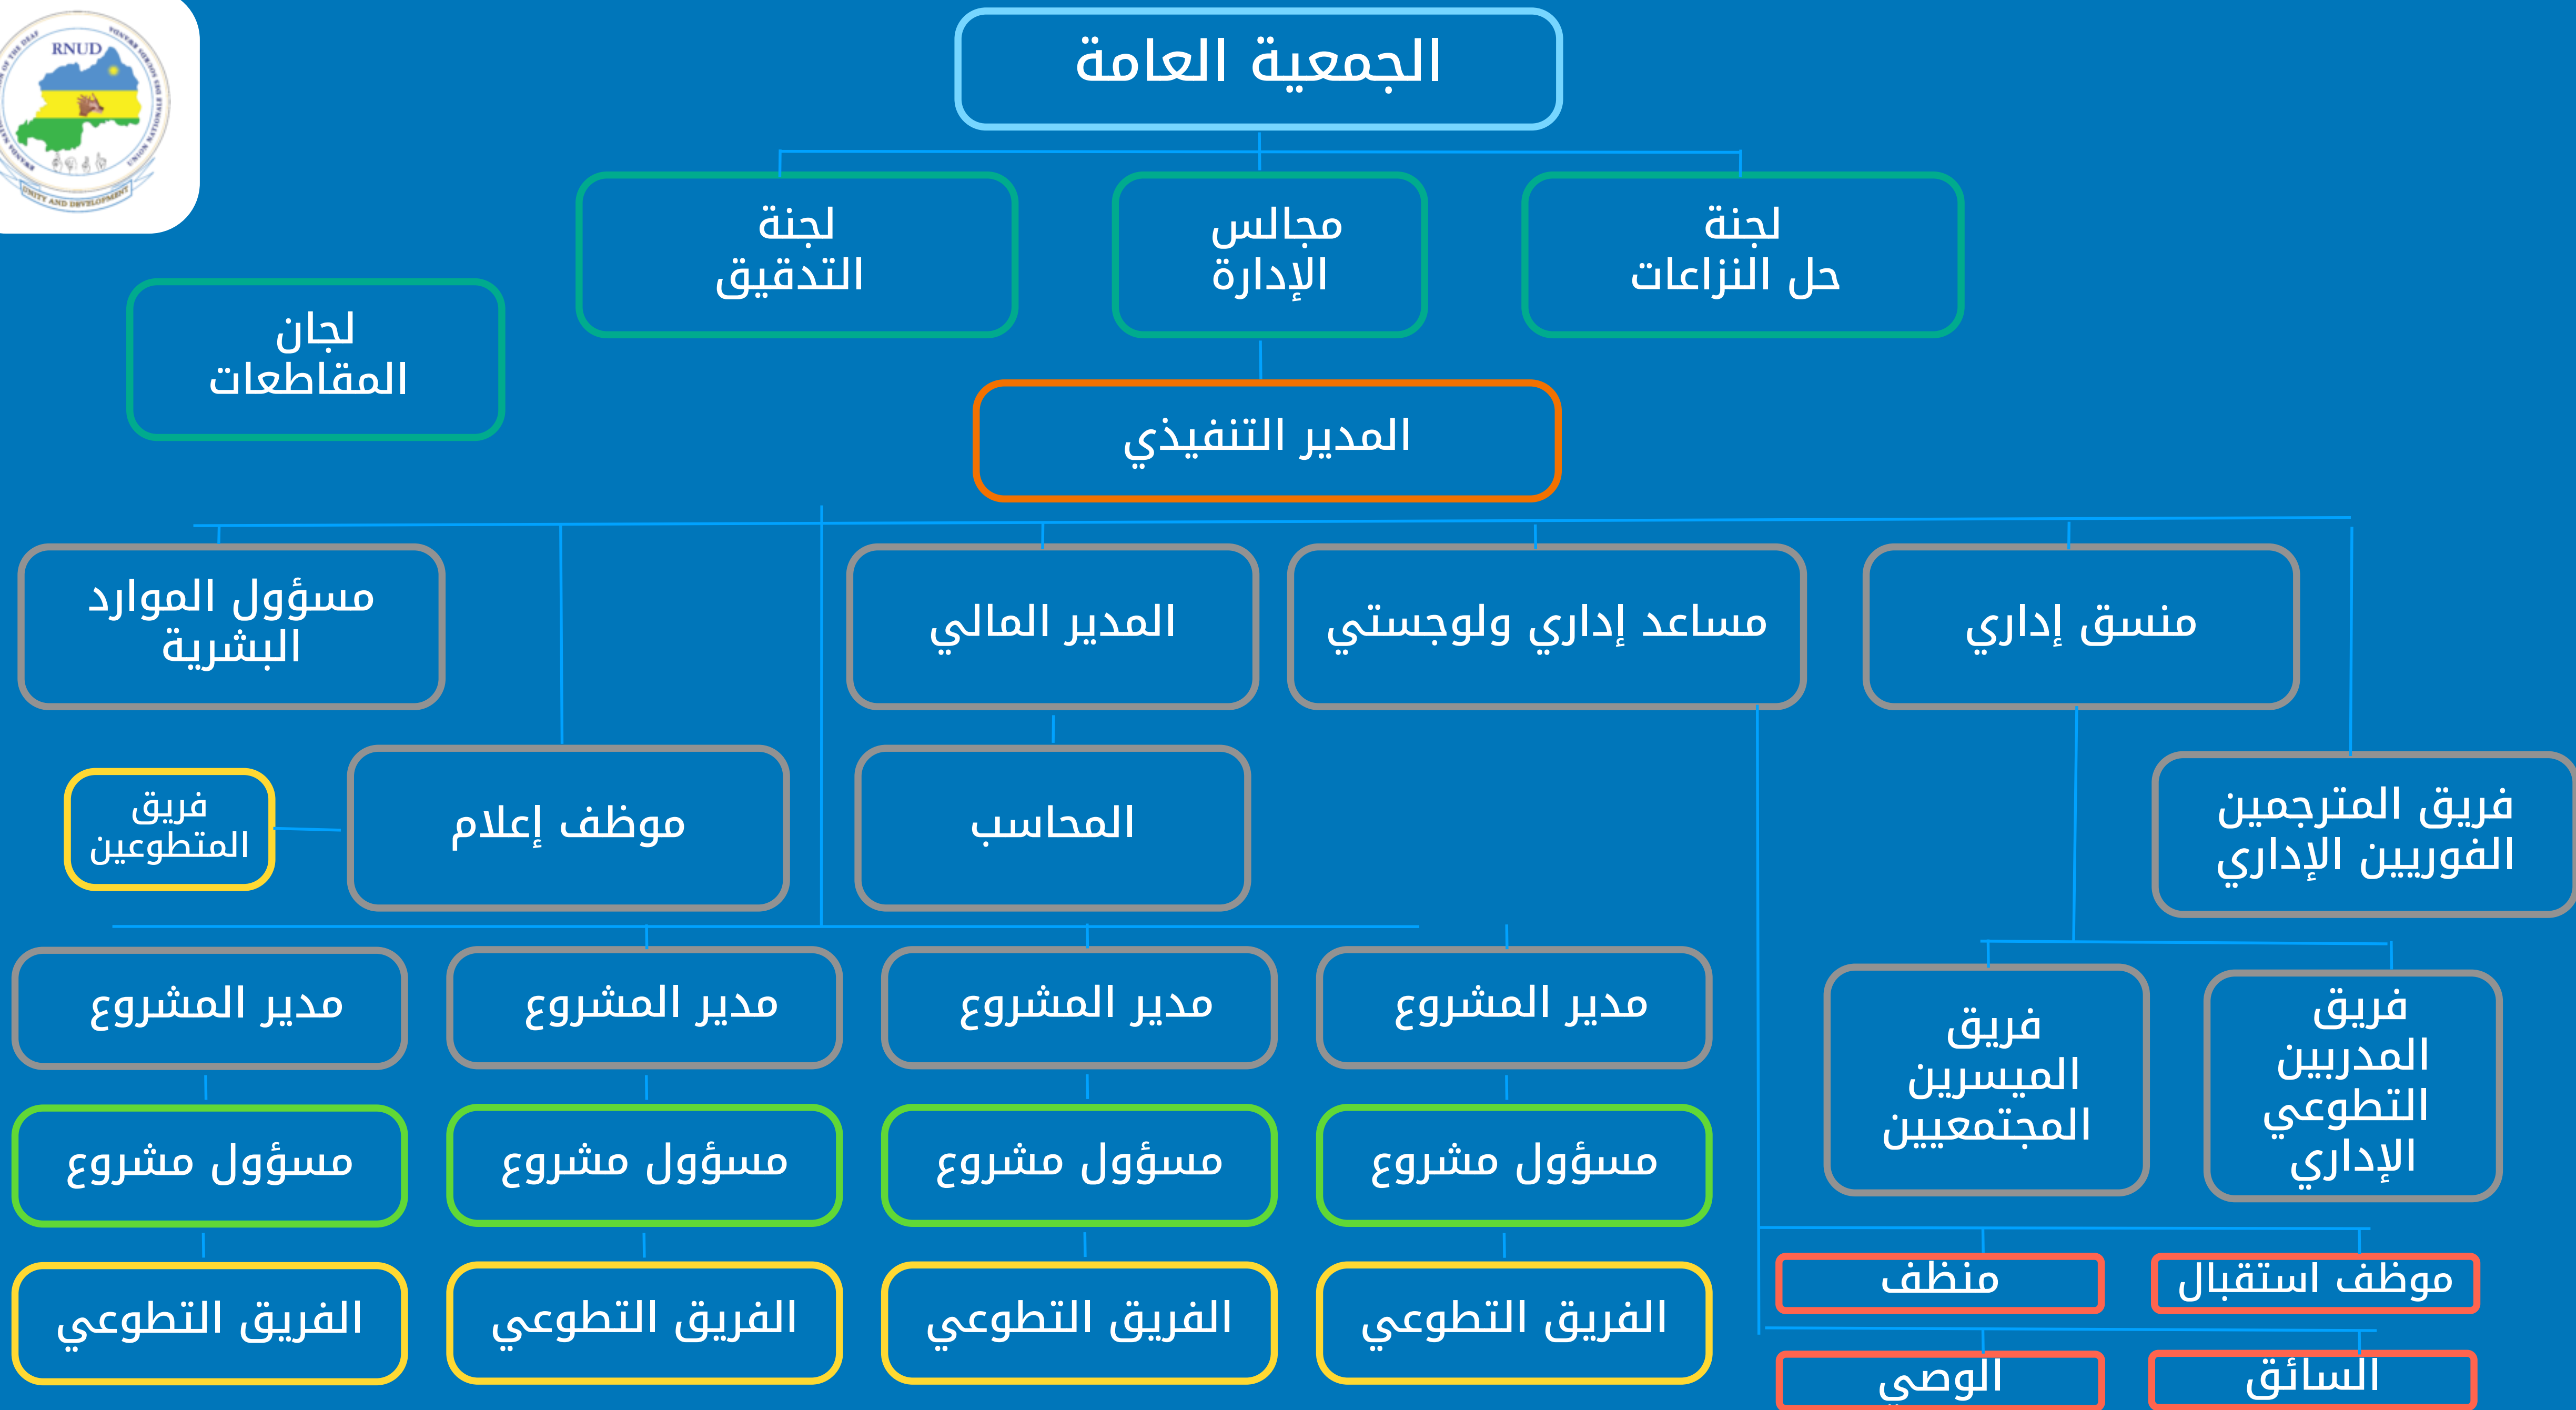 RNUD
UNITY AND DEVELOPMENT
الجمعية العامة
لجنة
حل النزاعات
مجالس
الإدارة
لجنة
التدقيق
لجان
المقاطعات
المدير التنفيذي
منسق إداري
مساعد إداري ولوجستي
المدير المالي
مسؤول الموارد
البشرية
فريق المترجمين
الفوريين الإداري
المحاسب
موظف إعلام
فريق
المتطوعين
فريق
المدربين
التطوعي
الإداري
فريق
الميسرين
المجتمعيين
مدير المشروع
مدير المشروع
مدير المشروع
مدير المشروع
مسؤول مشروع
مسؤول مشروع
مسؤول مشروع
مسؤول مشروع
موظف استقبال
منظف
الفريق التطوعي
الفريق التطوعي
الفريق التطوعي
الفريق التطوعي
السائق
الوصي